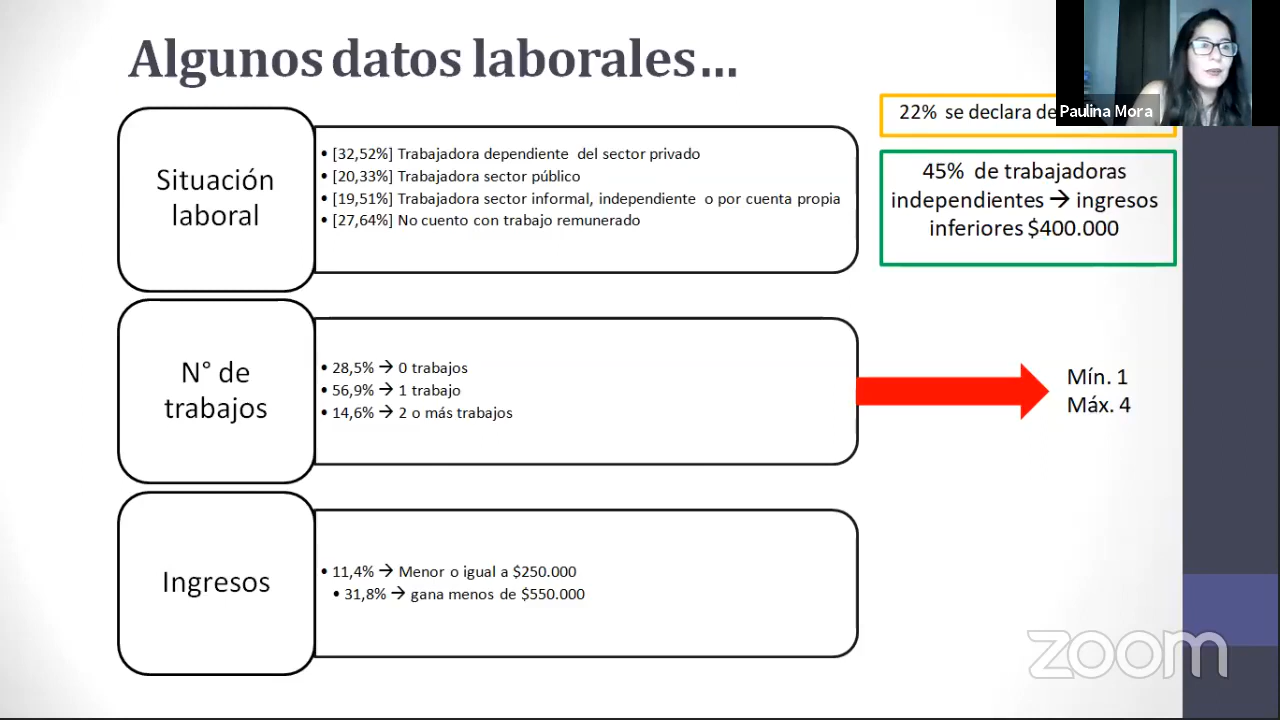 Algunos datos laborales...
Paulina Mora
22% se declara de
Situación
laboral
• [32,52%] Trabajadora dependiente del sector privado
• [20,33%] Trabajadora sector público
• [19,51%] Trabajadora sector informal, independiente o por cuenta propia
• [27,64%] No cuento con trabajo remunerado
45% de trabajadoras
independientes → ingresos
inferiores $400.000
N° de
trabajos
• 28,5% → 0 trabajos
• 56,9% → 1 trabajo
• 14,6% → 2 o más trabajos
Mín. 1
Máx. 4
Ingresos
• 11,4% → Menor o igual a $250.000
• 31,8% → gana menos de $550.000
zoom